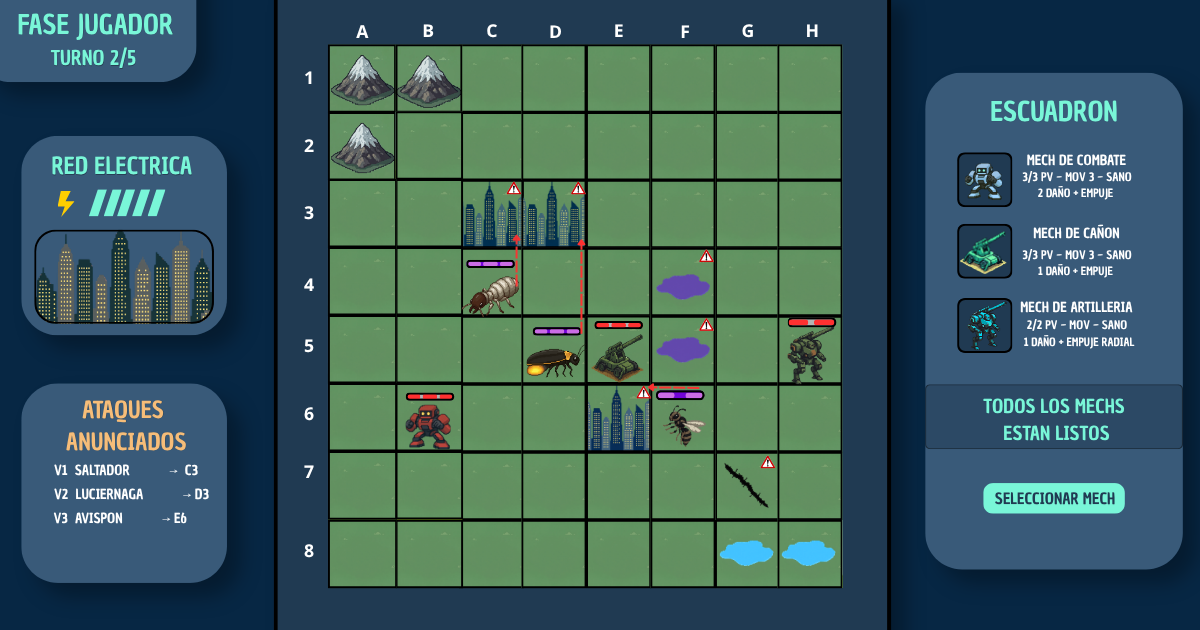 FASE JUGADOR
TURNO 2/5
RED ELECTRICA
ATAQUES
ANUNCIADOS
V1 SALTADOR → C3
V2 LUCIERNAGA → D3
V3 AVISPON → E6
A B C D E F G H
1
2
3
4
5
6
7
8
ESCUADRON
MECH DE COMBATE
3/3 PV - MOV 3 - SANO
2 DAÑO + EMPUJE
MECH DE CAÑON
3/3 PV - MOV 3 - SANO
1 DAÑO + EMPUJE
MECH DE ARTILLERIA
2/2 PV - MOV - SANO
1 DAÑO + EMPUJE RADIAL
TODOS LOS MECHS
ESTAN LISTOS
SELECCIONAR MECH